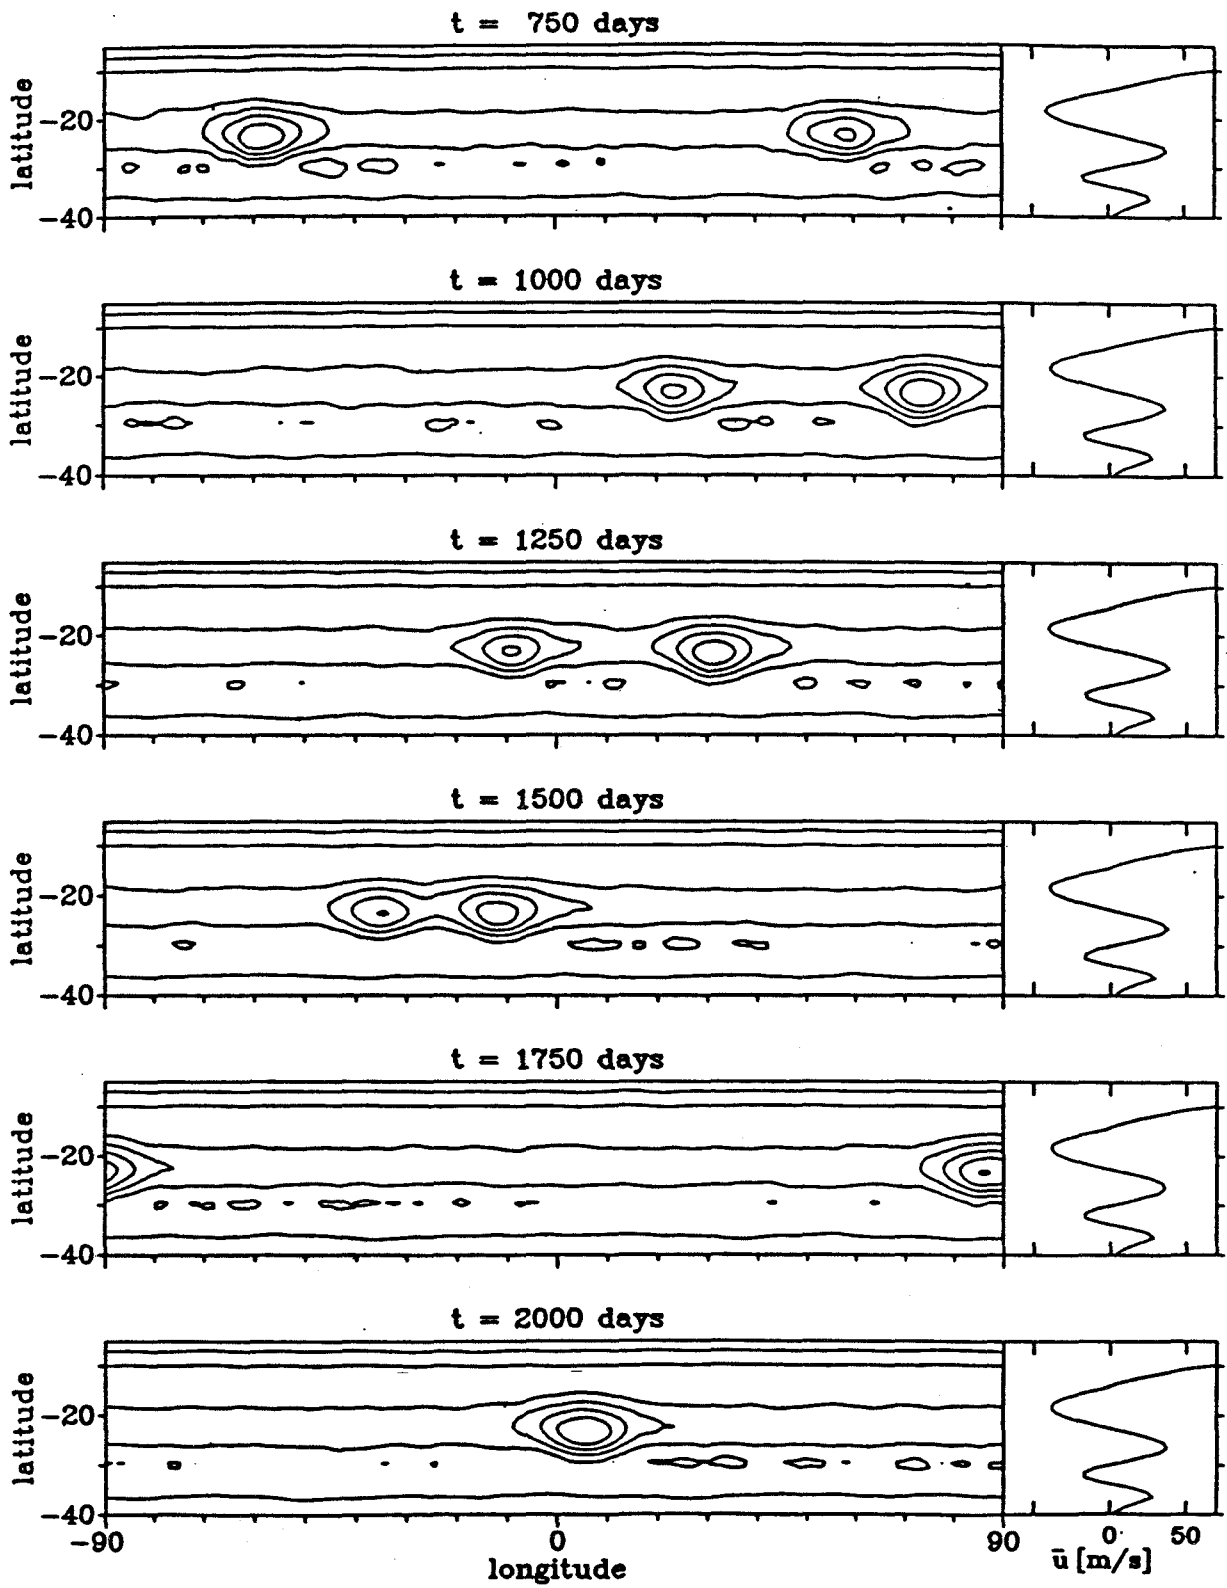 t = 750 days
latitude
-20
-40
t = 1000 days
latitude
-20
-40
t = 1250 days
latitude
-20
-40
t = 1500 days
latitude
-20
-40
t = 1750 days
latitude
-20
-40
t = 2000 days
latitude
-20
-40
-90 0 90 0 50
longitude ū [m/s]